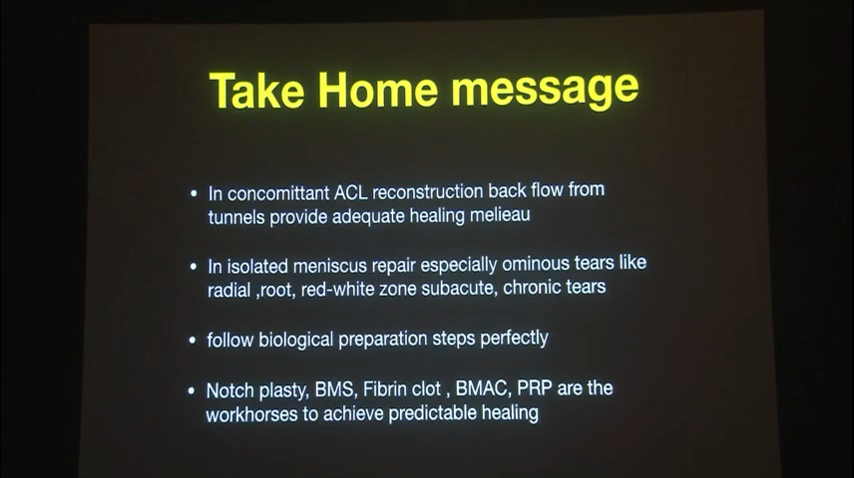 Take Home message
• In concomittant ACL reconstruction back flow from
tunnels provide adequate healing melieau
• In isolated meniscus repair especially ominous tears like
radial ,root, red-white zone subacute, chronic tears
• follow biological preparation steps perfectly
• Notch plasty, BMS, Fibrin clot , BMAC, PRP are the
workhorses to achieve predictable healing